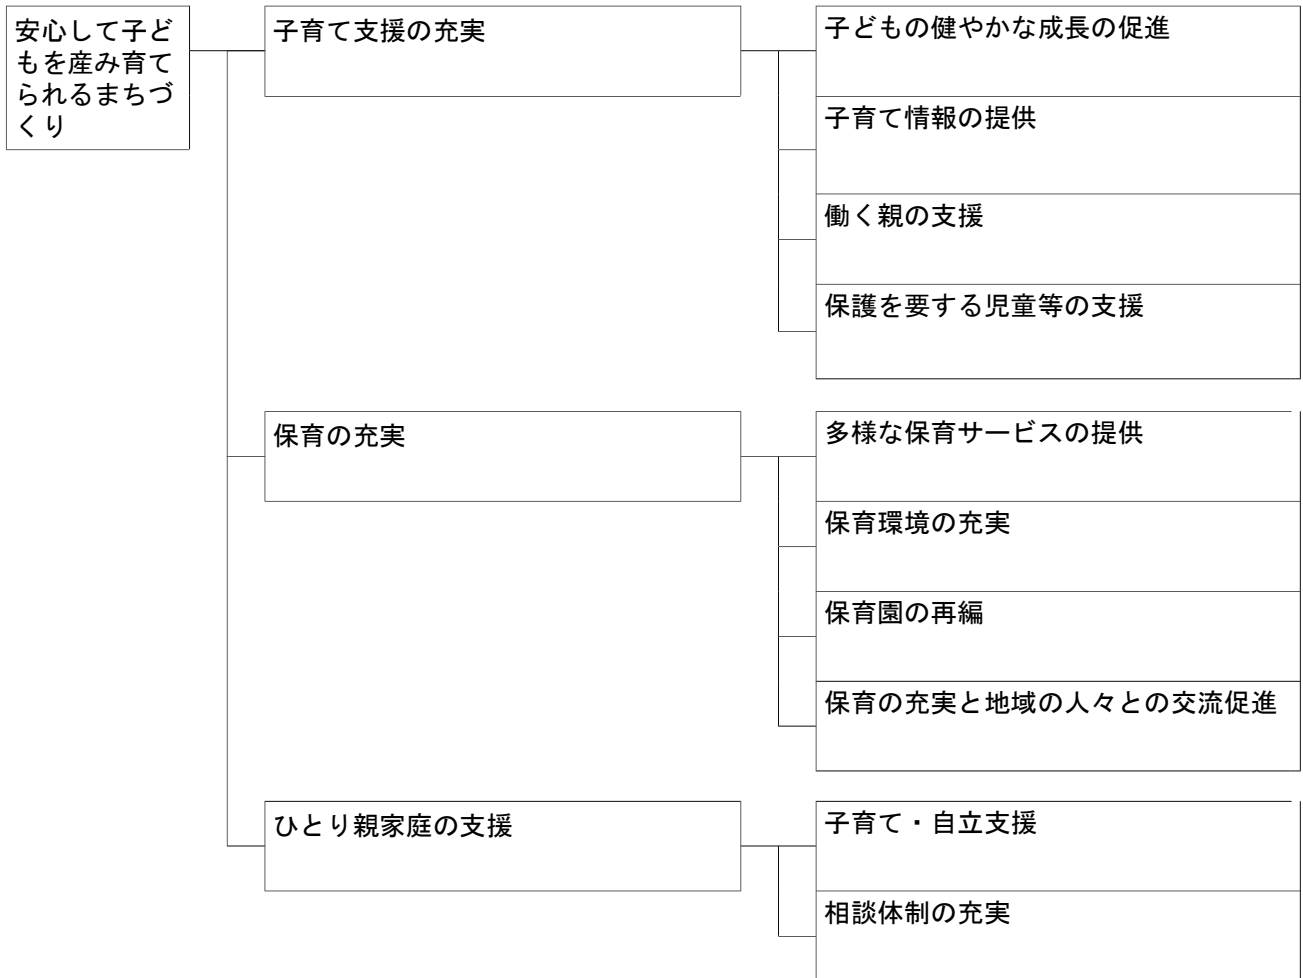 安心して子ど
もを産み育て
られるまちづ
くり
子育て支援の充実
子どもの健やかな成長の促進
子育て情報の提供
働く親の支援
保護を要する児童等の支援
保育の充実
多様な保育サービスの提供
保育環境の充実
保育園の再編
保育の充実と地域の人々との交流促進
ひとり親家庭の支援
子育て・自立支援
相談体制の充実